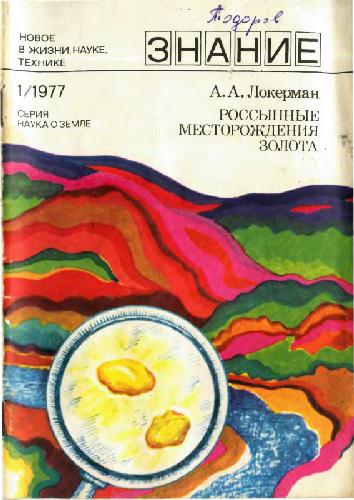 Тодоров
НОВОЕ
В ЖИЗНИ, НАУКЕ,
ТЕХНИКЕ
ЗНАНИЕ
1/1977
СЕРИЯ
НАУКА О ЗЕМЛЕ
А. А. Локерман
РОССЫПНЫЕ
МЕСТОРОЖДЕНИЯ
ЗОЛОТА